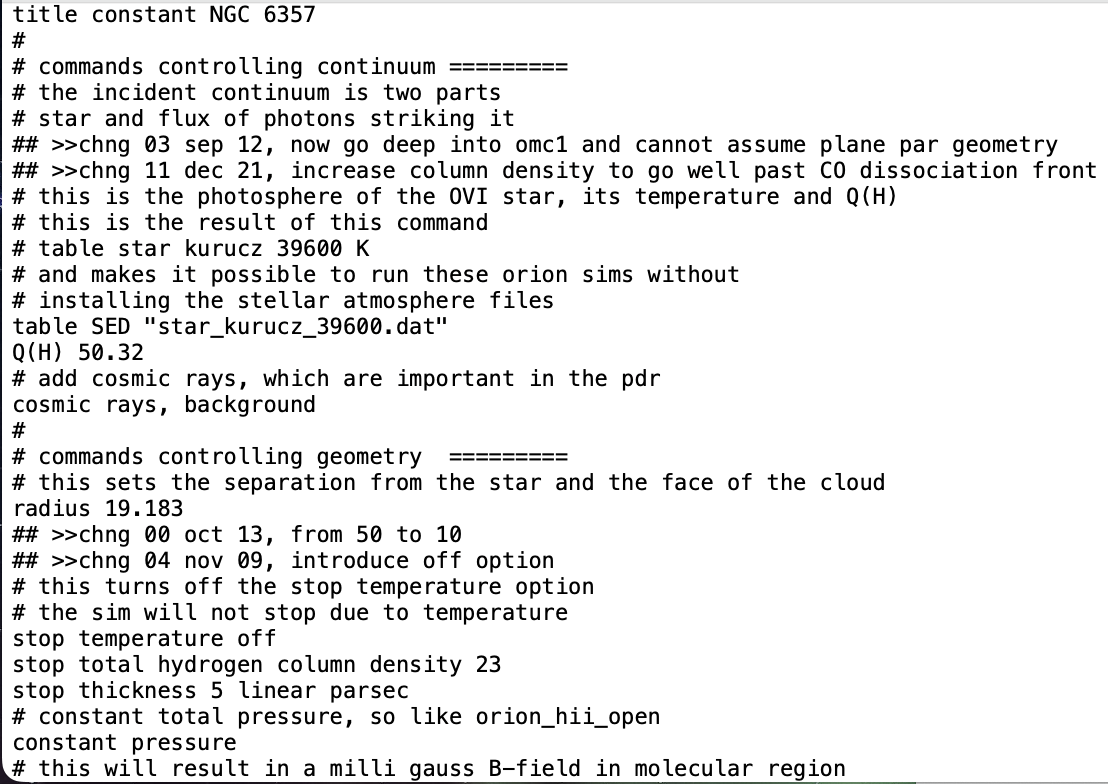 title constant NGC 6357
#
# commands controlling continuum =========
# the incident continuum is two parts
# star and flux of photons striking it
## >>chng 03 sep 12, now go deep into omc1 and cannot assume plane par geometry
## >>chng 11 dec 21, increase column density to go well past CO dissociation front
# this is the photosphere of the OVI star, its temperature and Q(H)
# this is the result of this command
# table star kurucz 39600 K
# and makes it possible to run these orion sims without
# installing the stellar atmosphere files
table SED "star_kurucz_39600.dat"
Q(H) 50.32
# add cosmic rays, which are important in the pdr
cosmic rays, background
#
# commands controlling geometry  =========
# this sets the separation from the star and the face of the cloud
radius 19.183
## >>chng 00 oct 13, from 50 to 10
## >>chng 04 nov 09, introduce off option
# this turns off the stop temperature option
# the sim will not stop due to temperature
stop temperature off
stop total hydrogen column density 23
stop thickness 5 linear parsec
# constant total pressure, so like orion_hii_open
constant pressure
# this will result in a milli gauss B-field in molecular region